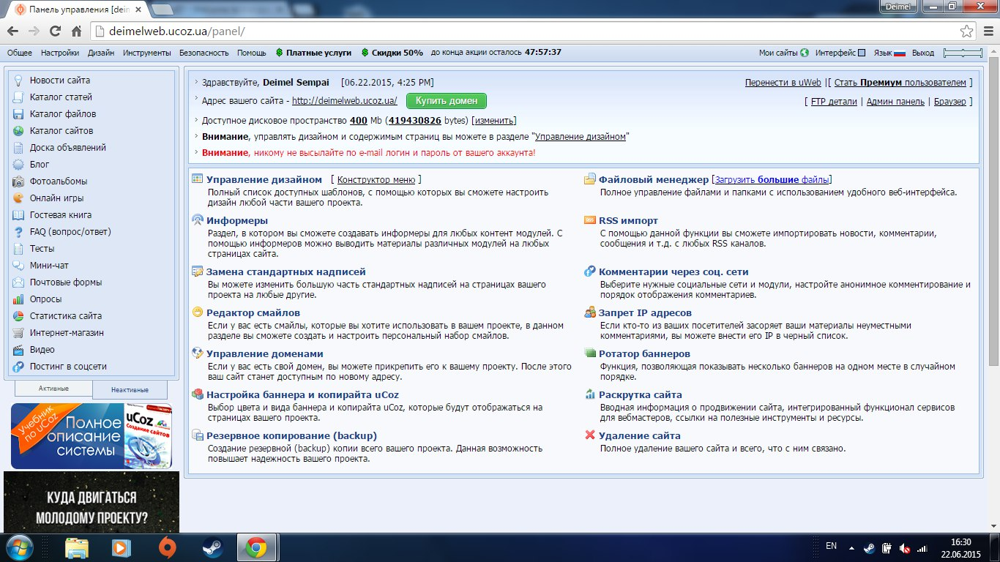 Панель управления [dein
Deimel
deimelweb.ucoz.ua/panel/
Общее Настройки Дизайн Инструменты Безопасность Помощь $ Платные услуги $ Скидки 50% до конца акции осталось 47:57:37 Мои сайты Интерфейс Язык Выход
Новости сайта
Каталог статей
Каталог файлов
Каталог сайтов
Доска объявлений
Блог
Фотоальбомы
Онлайн игры
Гостевая книга
FAQ (вопрос/ответ)
Тесты
Мини-чат
Почтовые формы
Опросы
Статистика сайта
Интернет-магазин
Видео
Постинг в соцсети
Активные Неактивные
Учебник
по uCoz
Полное
описание
системы
uCoz
Создание сайтов
КУДА ДВИГАТЬСЯ
МОЛОДОМУ ПРОЕКТУ?
Здравствуйте, Deimel Sempai [06.22.2015, 4:25 PM] Перенести в uWeb |[ Стать Премиум пользователем ]
Адрес вашего сайта - http://deimelweb.ucoz.ua/ Купить домен [ FTP детали | Админ панель | Браузер ]
Доступное дисковое пространство 400 Mb (419430826 bytes) [изменить]
Внимание, управлять дизайном и содержимым страниц вы можете в разделе "Управление дизайном"
Внимание, никому не высылайте по e-mail логин и пароль от вашего аккаунта!
Управление дизайном [ Конструктор меню ]
Полный список доступных шаблонов, с помощью которых вы сможете настроить
дизайн любой части вашего проекта.
Информеры
Раздел, в котором вы сможете создавать информеры для любых контент модулей. С
помощью информеров можно выводить материалы различных модулей на любых
страницах сайта.
Замена стандартных надписей
Вы можете изменить большую часть стандартных надписей на страницах вашего
проекта на любые другие.
Редактор смайлов
Если у вас есть смайлы, которые вы хотите использовать в вашем проекте, в данном
разделе вы сможете создать и настроить персональный набор смайлов.
Управление доменами
Если у вас есть свой домен, вы можете прикрепить его к вашему проекту. После этого
ваш сайт станет доступным по новому адресу.
Настройка баннера и копирайта uCoz
Выбор цвета и вида баннера и копирайта uCoz, которые будут отображаться на
страницах вашего проекта.
Резервное копирование (backup)
Создание резервной (backup) копии всего вашего проекта. Данная возможность
повышает надежность вашего проекта.
Файловый менеджер [Загрузить большие файлы]
Полное управление файлами и папками с использованием удобного веб-интерфейса.
RSS импорт
С помощью данной функции вы сможете импортировать новости, комментарии,
сообщения и т.д. с любых RSS каналов.
Комментарии через соц. сети
Выберите нужные социальные сети и модули, настройте анонимное комментирование и
порядок отображения комментариев.
Запрет IP адресов
Если кто-то из ваших посетителей засоряет ваши материалы неуместными
комментариями, вы можете внести его IP в черный список.
Ротатор баннеров
Функция, позволяющая показывать несколько баннеров на одном месте в случайном
порядке.
Раскрутка сайта
Вводная информация о продвижении сайта, интегрированный функционал сервисов
для вебмастеров, ссылки на полезные инструменты и ресурсы.
Удаление сайта
Полное удаление вашего сайта и всего, что с ним связано.
EN
16:30
22.06.2015